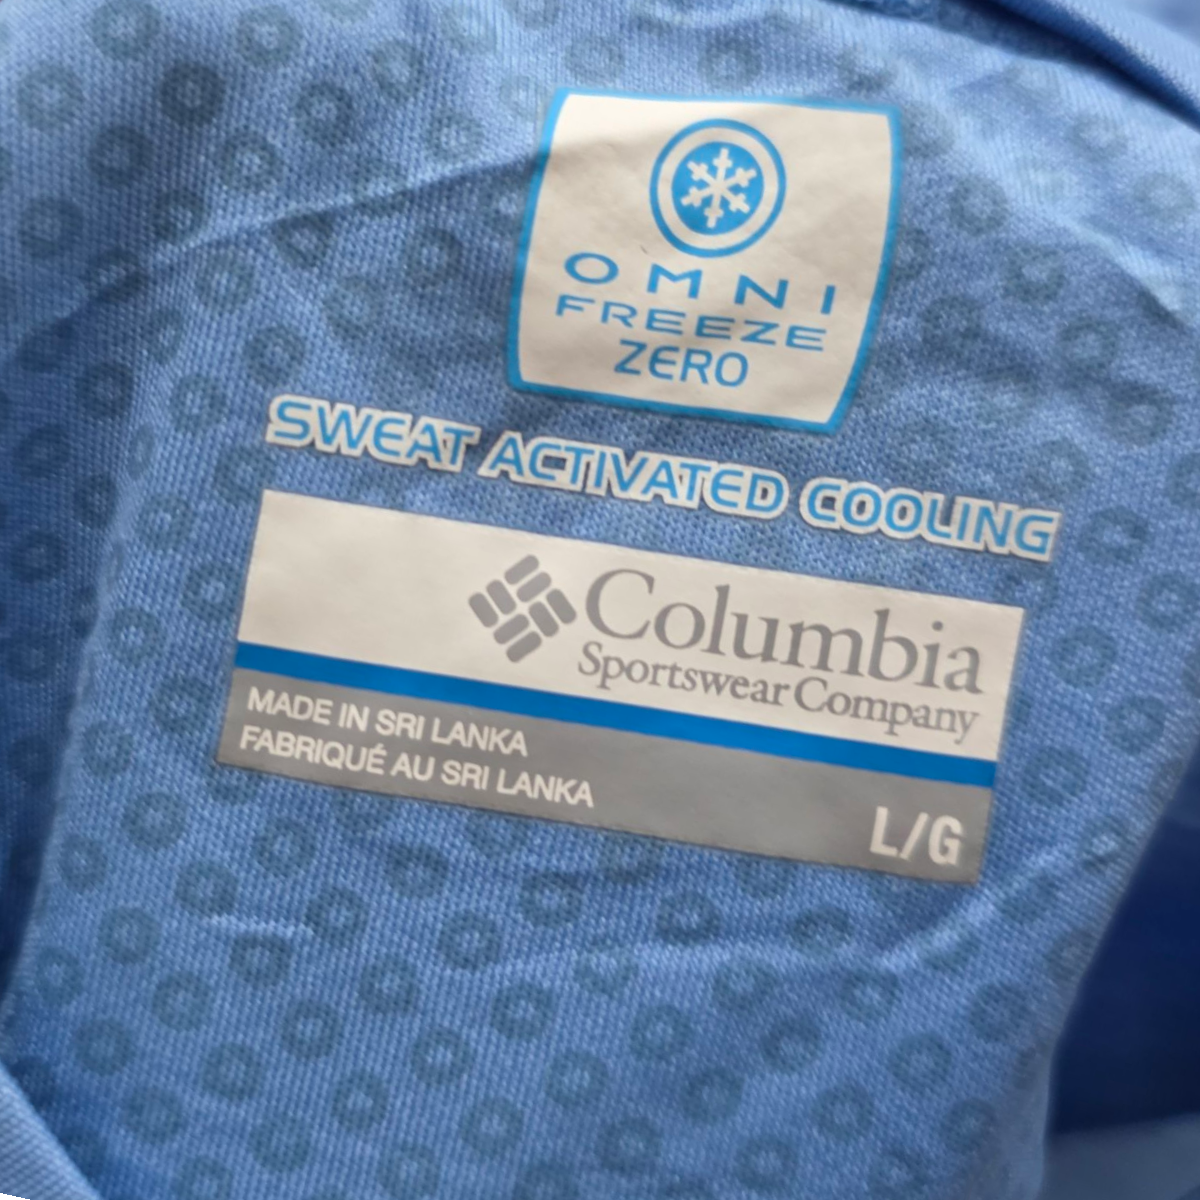 OMNI
FREEZE
ZERO
SWEAT ACTIVATED COOLING
Columbia
Sportswear Company
MADE IN SRI LANKA
FABRIQUÉ AU SRI LANKA
L/G